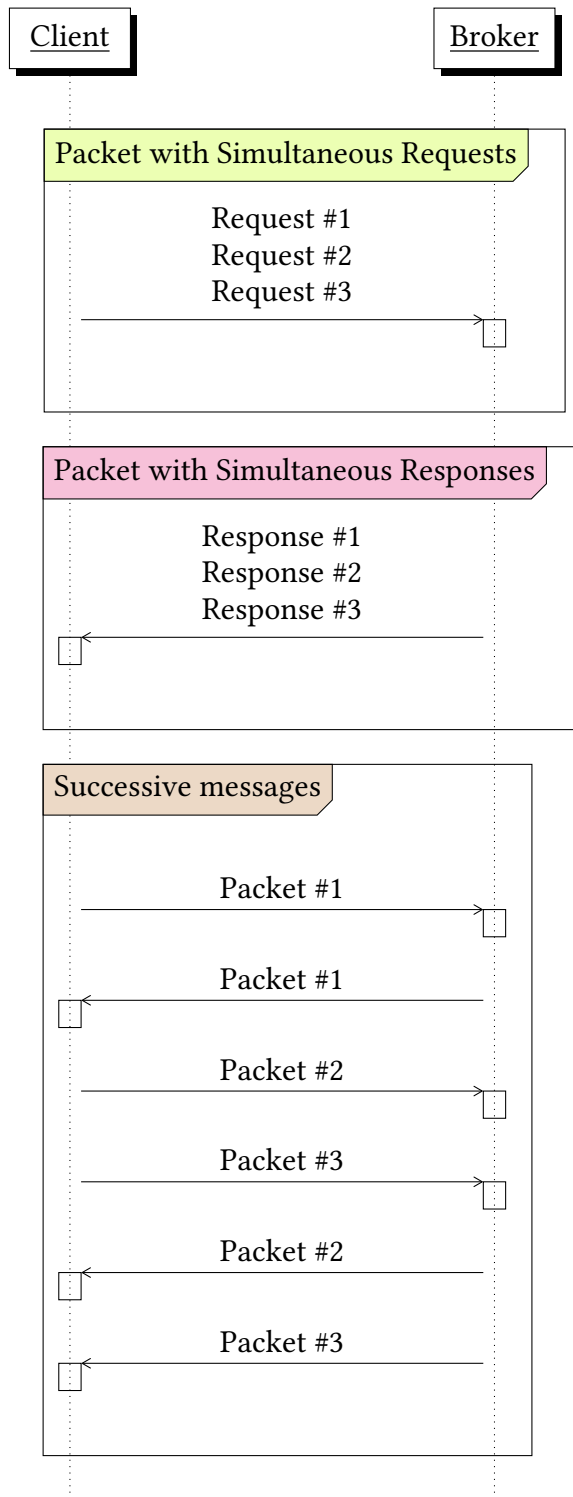 Client
Broker
Packet with Simultaneous Requests
Request #1
Request #2
Request #3
Packet with Simultaneous Responses
Response #1
Response #2
Response #3
Successive messages
Packet #1
Packet #1
Packet #2
Packet #3
Packet #2
Packet #3